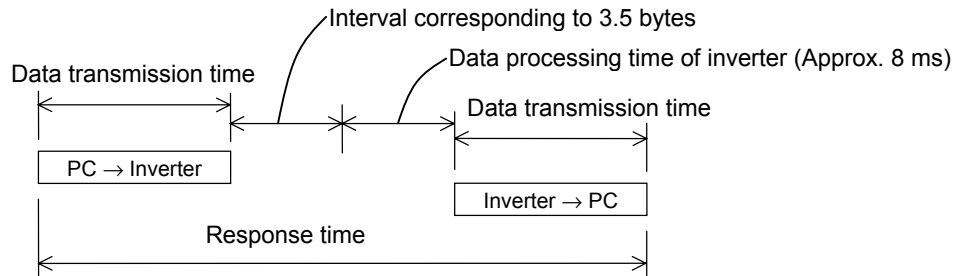 Interval corresponding to 3.5 bytes
Data processing time of inverter (Approx. 8 ms)
Data transmission time
Data transmission time
PC → Inverter
Inverter → PC
Response time